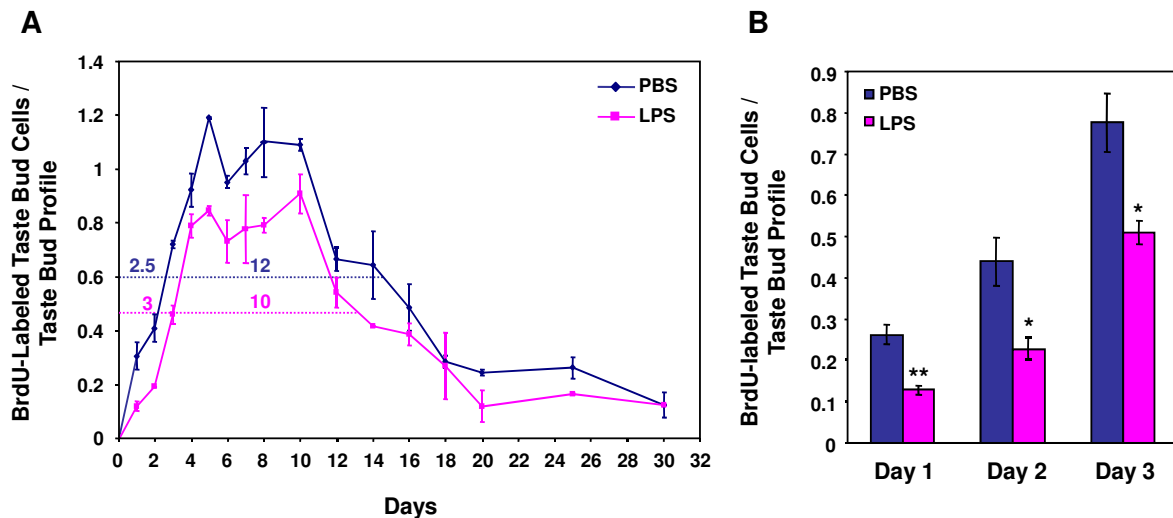 A
BrdU-Labeled Taste Bud Cells /
Taste Bud Profile
1.4
1.2
1
0.8
0.6
0.4
0.2
0
PBS
LPS
2.5
12
3
10
0 2 4 6 8 10 12 14 16 18 20 22 24 26 28 30 32
Days
B
BrdU-labeled Taste Bud Cells /
Taste Bud Profile
0.9
0.8
0.7
0.6
0.5
0.4
0.3
0.2
0.1
0
PBS
LPS
**
*
*
Day 1 Day 2 Day 3